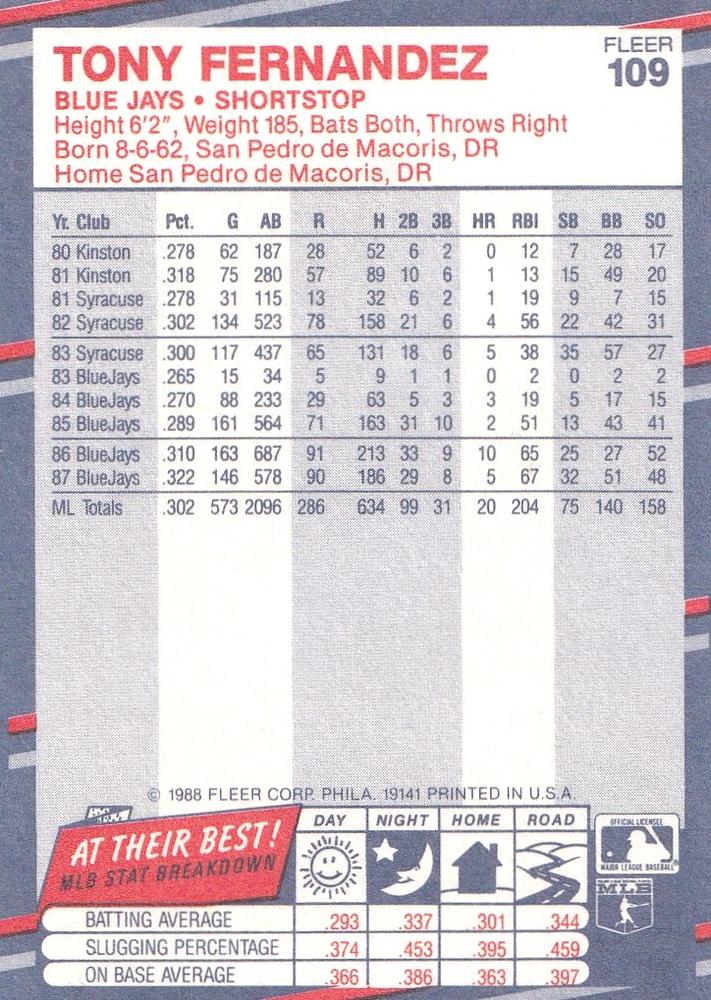 TONY FERNANDEZ
FLEER
109
BLUE JAYS • SHORTSTOP
Height 6'2", Weight 185, Bats Both, Throws Right
Born 8-6-62, San Pedro de Macoris, DR
Home San Pedro de Macoris, DR
Yr. Club Pct. G AB R H 2B 3B HR RBI SB BB SO
80 Kinston .278 62 187 28 52 6 2 0 12 7 28 17
81 Kinston .318 75 280 57 89 10 6 1 13 15 49 20
81 Syracuse .278 31 115 13 32 6 2 1 19 9 7 15
82 Syracuse .302 134 523 78 158 21 6 4 56 22 42 31
83 Syracuse .300 117 437 65 131 18 6 5 38 35 57 27
83 BlueJays .265 15 34 5 9 1 1 0 2 0 2 2
84 BlueJays .270 88 233 29 63 5 3 3 19 5 17 15
85 BlueJays .289 161 564 71 163 31 10 2 51 13 43 41
86 BlueJays .310 163 687 91 213 33 9 10 65 25 27 52
87 BlueJays .322 146 578 90 186 29 8 5 67 32 51 48
ML Totals .302 573 2096 286 634 99 31 20 204 75 140 158
© 1988 FLEER CORP. PHILA. 19141 PRINTED IN U.S.A.
AT THEIR BEST!
MLB STAT BREAKDOWN
DAY NIGHT HOME ROAD
OFFICIAL LICENSEE
MAJOR LEAGUE BASEBALL
MLB
BATTING AVERAGE .293 .337 .301 .344
SLUGGING PERCENTAGE .374 .453 .395 .459
ON BASE AVERAGE .366 .386 .363 .397